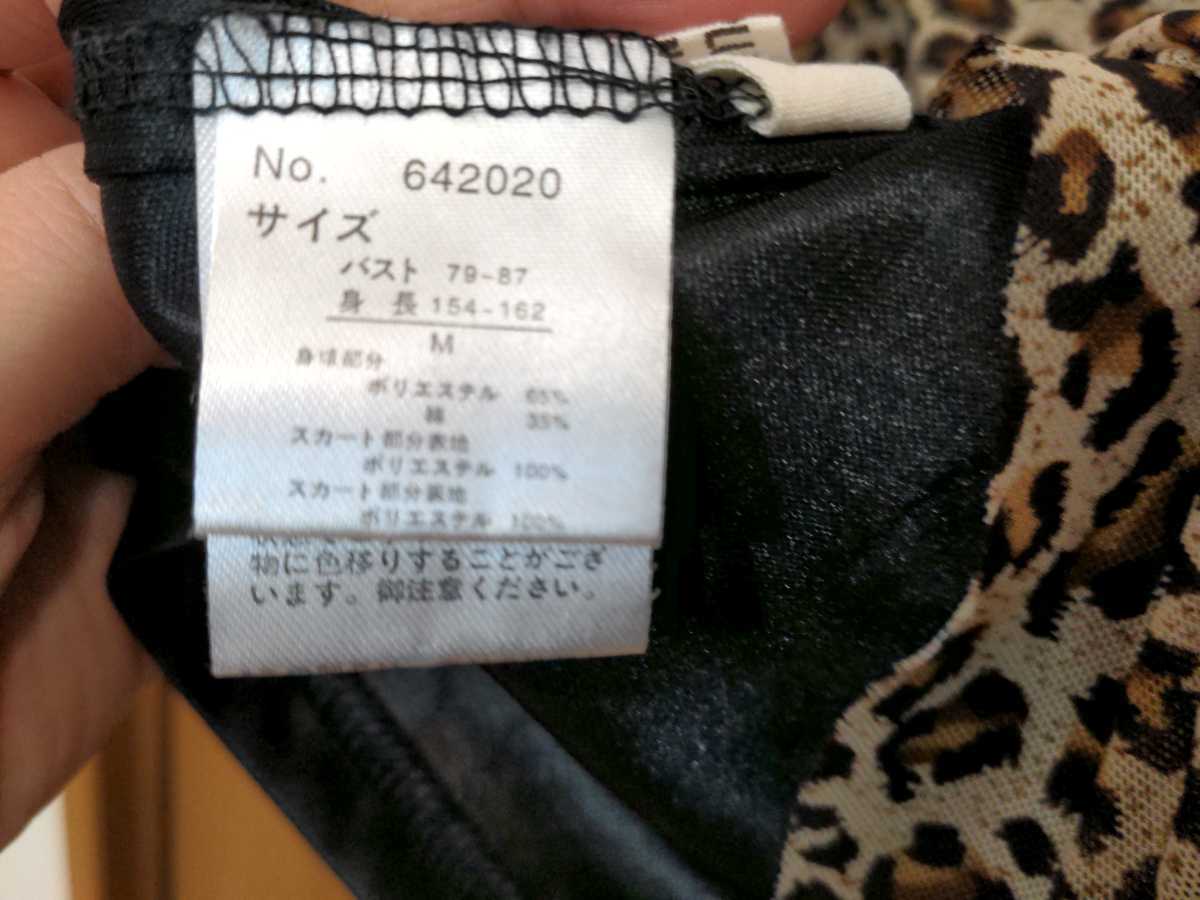 No. 642020
サイズ
バスト 79-87
身長 154-162
M
身頃部分
ポリエステル 65%
綿 35%
スカート部分表地
ポリエステル 100%
スカート部分裏地
ポリエステル 100%
物に色移りすることがござ
います。御注意ください。